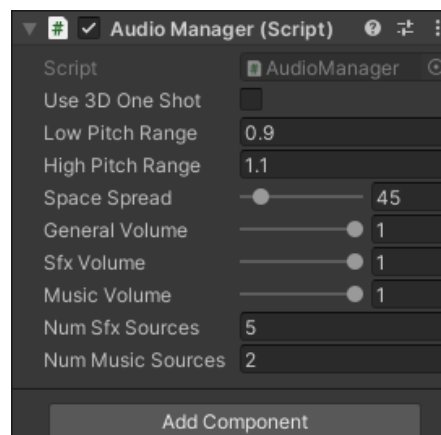 # Audio Manager (Script)
Script # AudioManager
Use 3D One Shot
Low Pitch Range 0.9
High Pitch Range 1.1
Space Spread 45
General Volume 1
Sfx Volume 1
Music Volume 1
Num Sfx Sources 5
Num Music Sources 2
Add Component